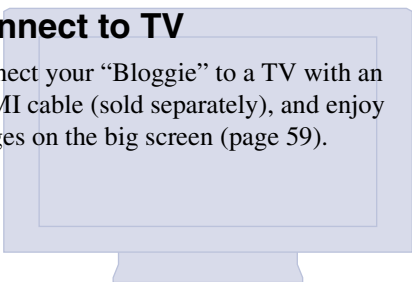 nnect to TV
nect your “Bloggie” to a TV with an
MI cable (sold separately), and enjoy
ges on the big screen (page 59).